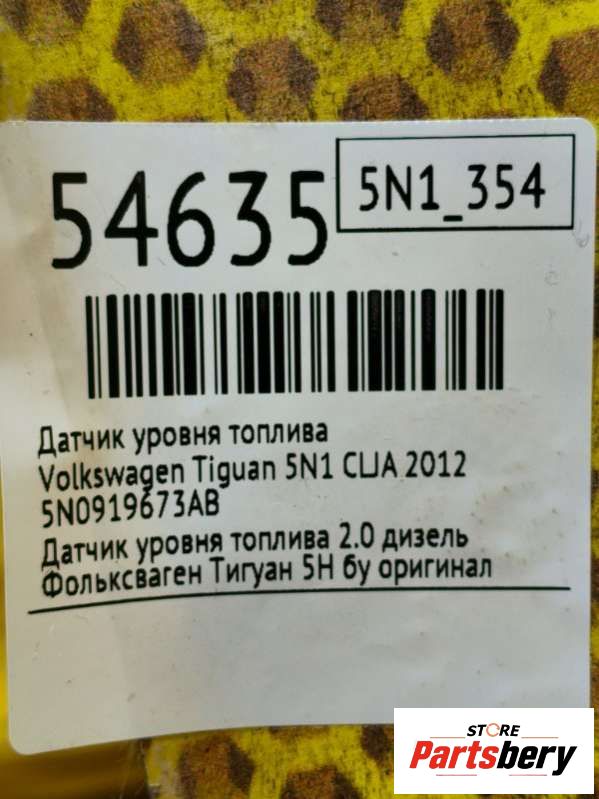 54635
5N1_354
Датчик уровня топлива
Volkswagen Tiguan 5N1 CLJA 2012
5N0919673AB
Датчик уровня топлива 2.0 дизель
Фольксваген Тигуан 5Н бу оригинал
STORE
Partsbery